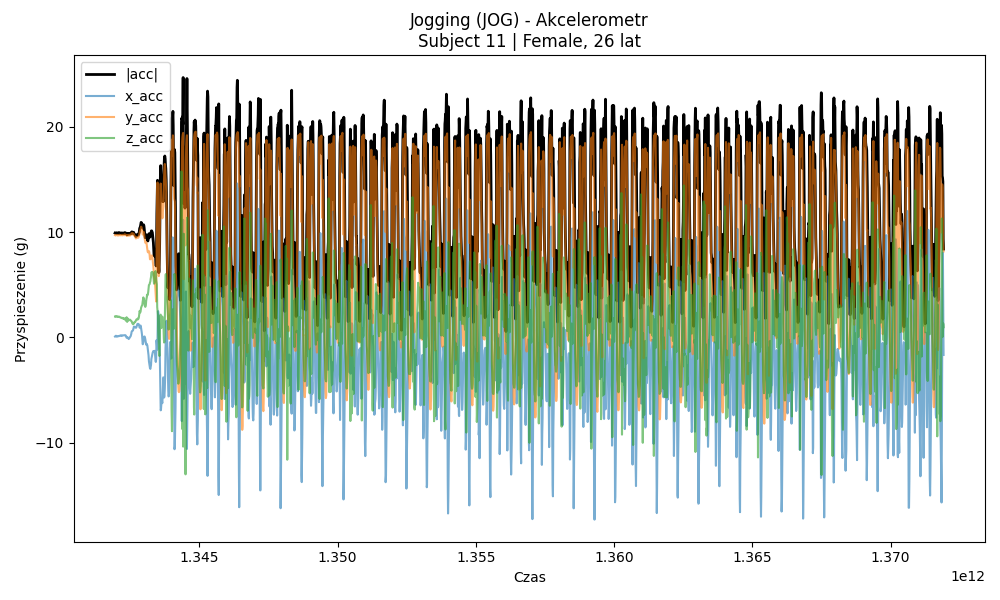 Jogging (JOG) - Akcelerometr
Subject 11 | Female, 26 lat
|acc|
x_acc
y_acc
z_acc
Przyspieszenie (g)
20
10
0
−10
1.345
1.350
1.355
1.360
1.365
1.370
1e12
Czas